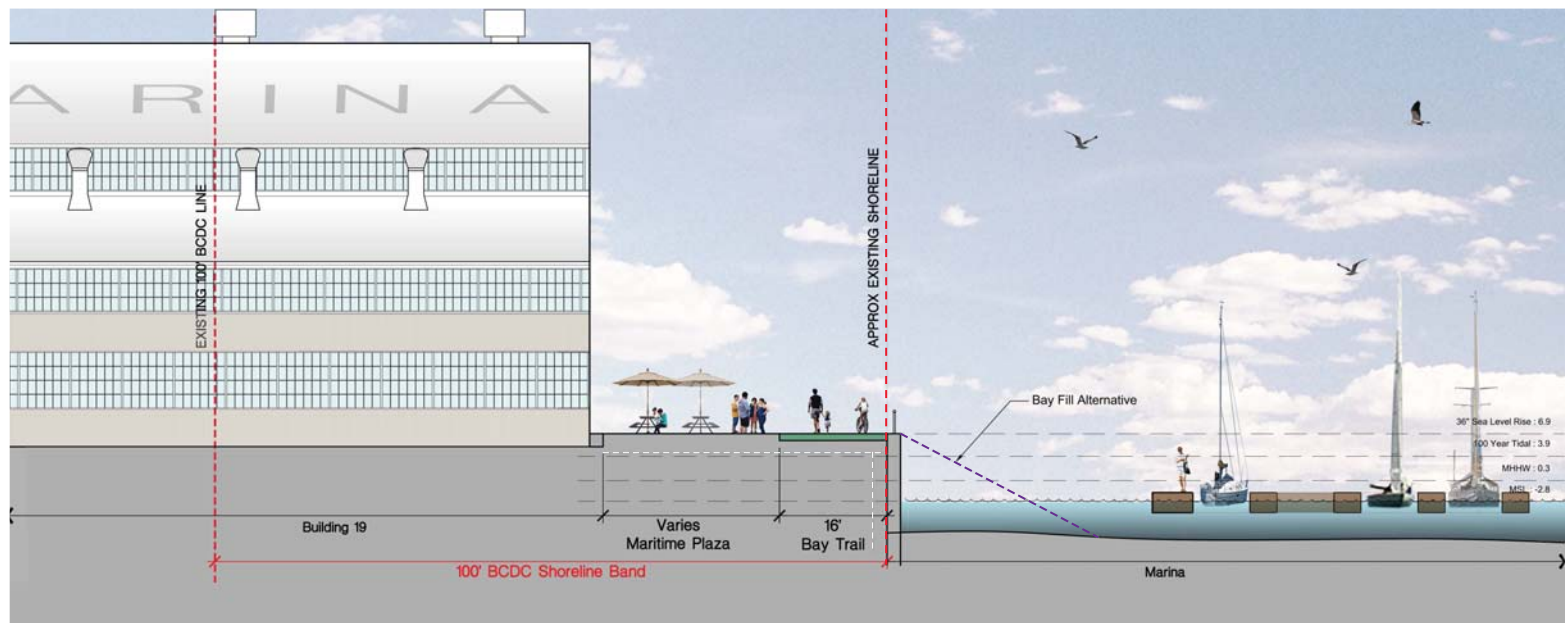 ARINA
EXISTING 100' BCDC LINE
APPROX EXISTING SHORELINE
Bay Fill Alternative
36" Sea Level Rise : 6.9
100 Year Tidal : 3.9
MHHW : 0.3
MSL : -2.8
Building 19
Varies
Maritime Plaza
16'
Bay Trail
100' BCDC Shoreline Band
Marina